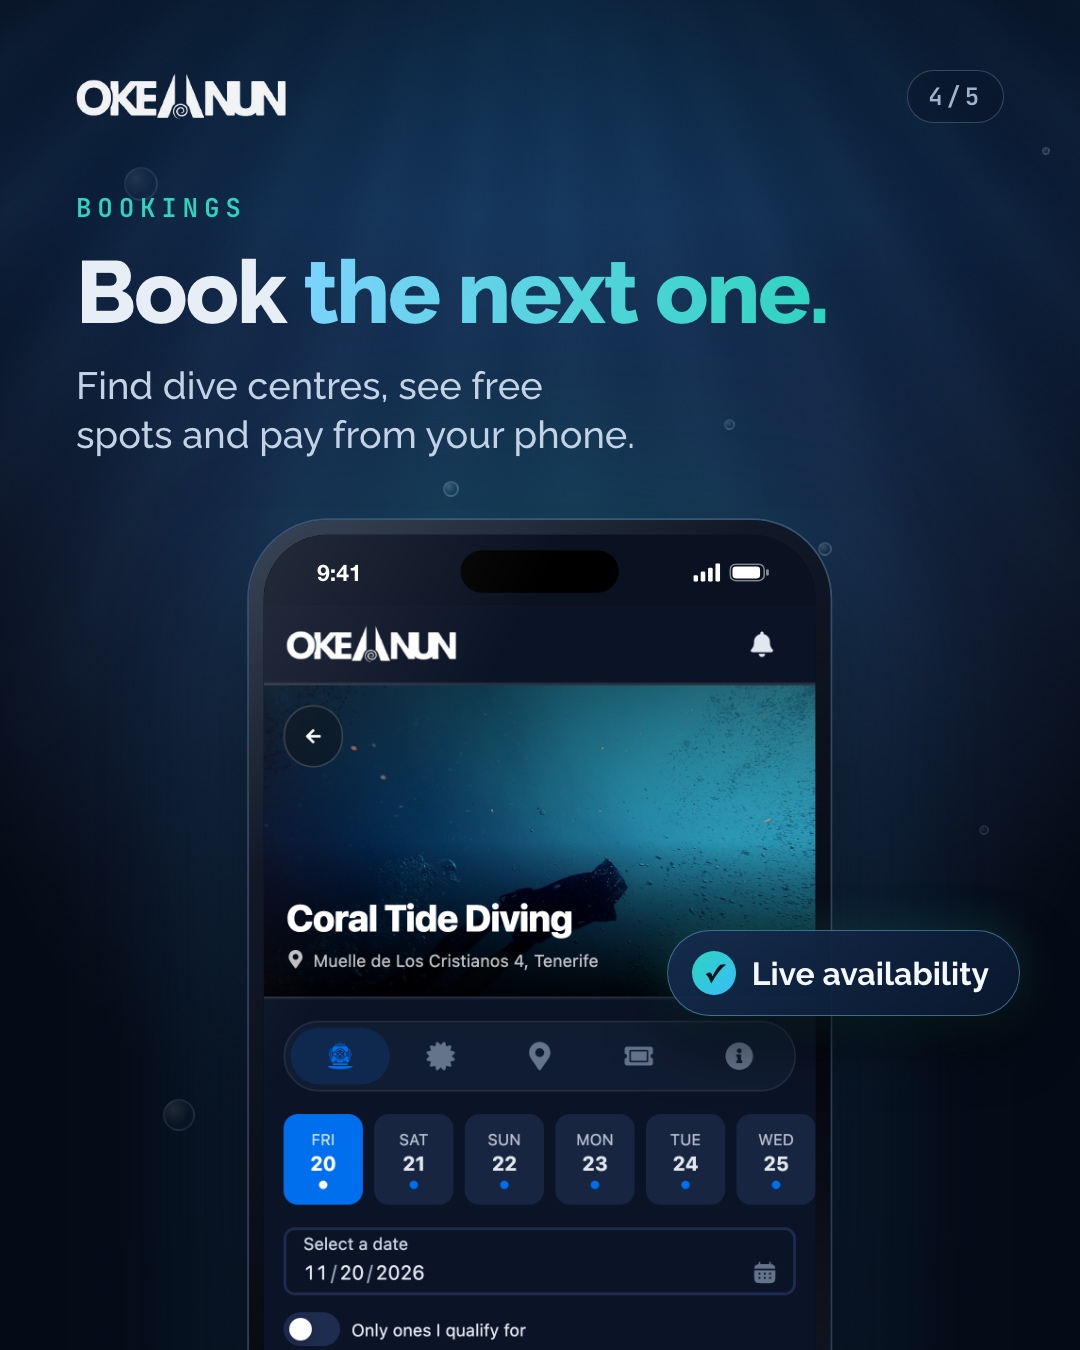 OKEANUN
4/5
BOOKINGS
Book the next one.
Find dive centres, see free
spots and pay from your phone.
9:41
OKEANUN
Coral Tide Diving
Muelle de Los Cristianos 4, Tenerife
Live availability
FRI SAT SUN MON TUE WED
20 21 22 23 24 25
Select a date
11/20/2026
Only ones I qualify for